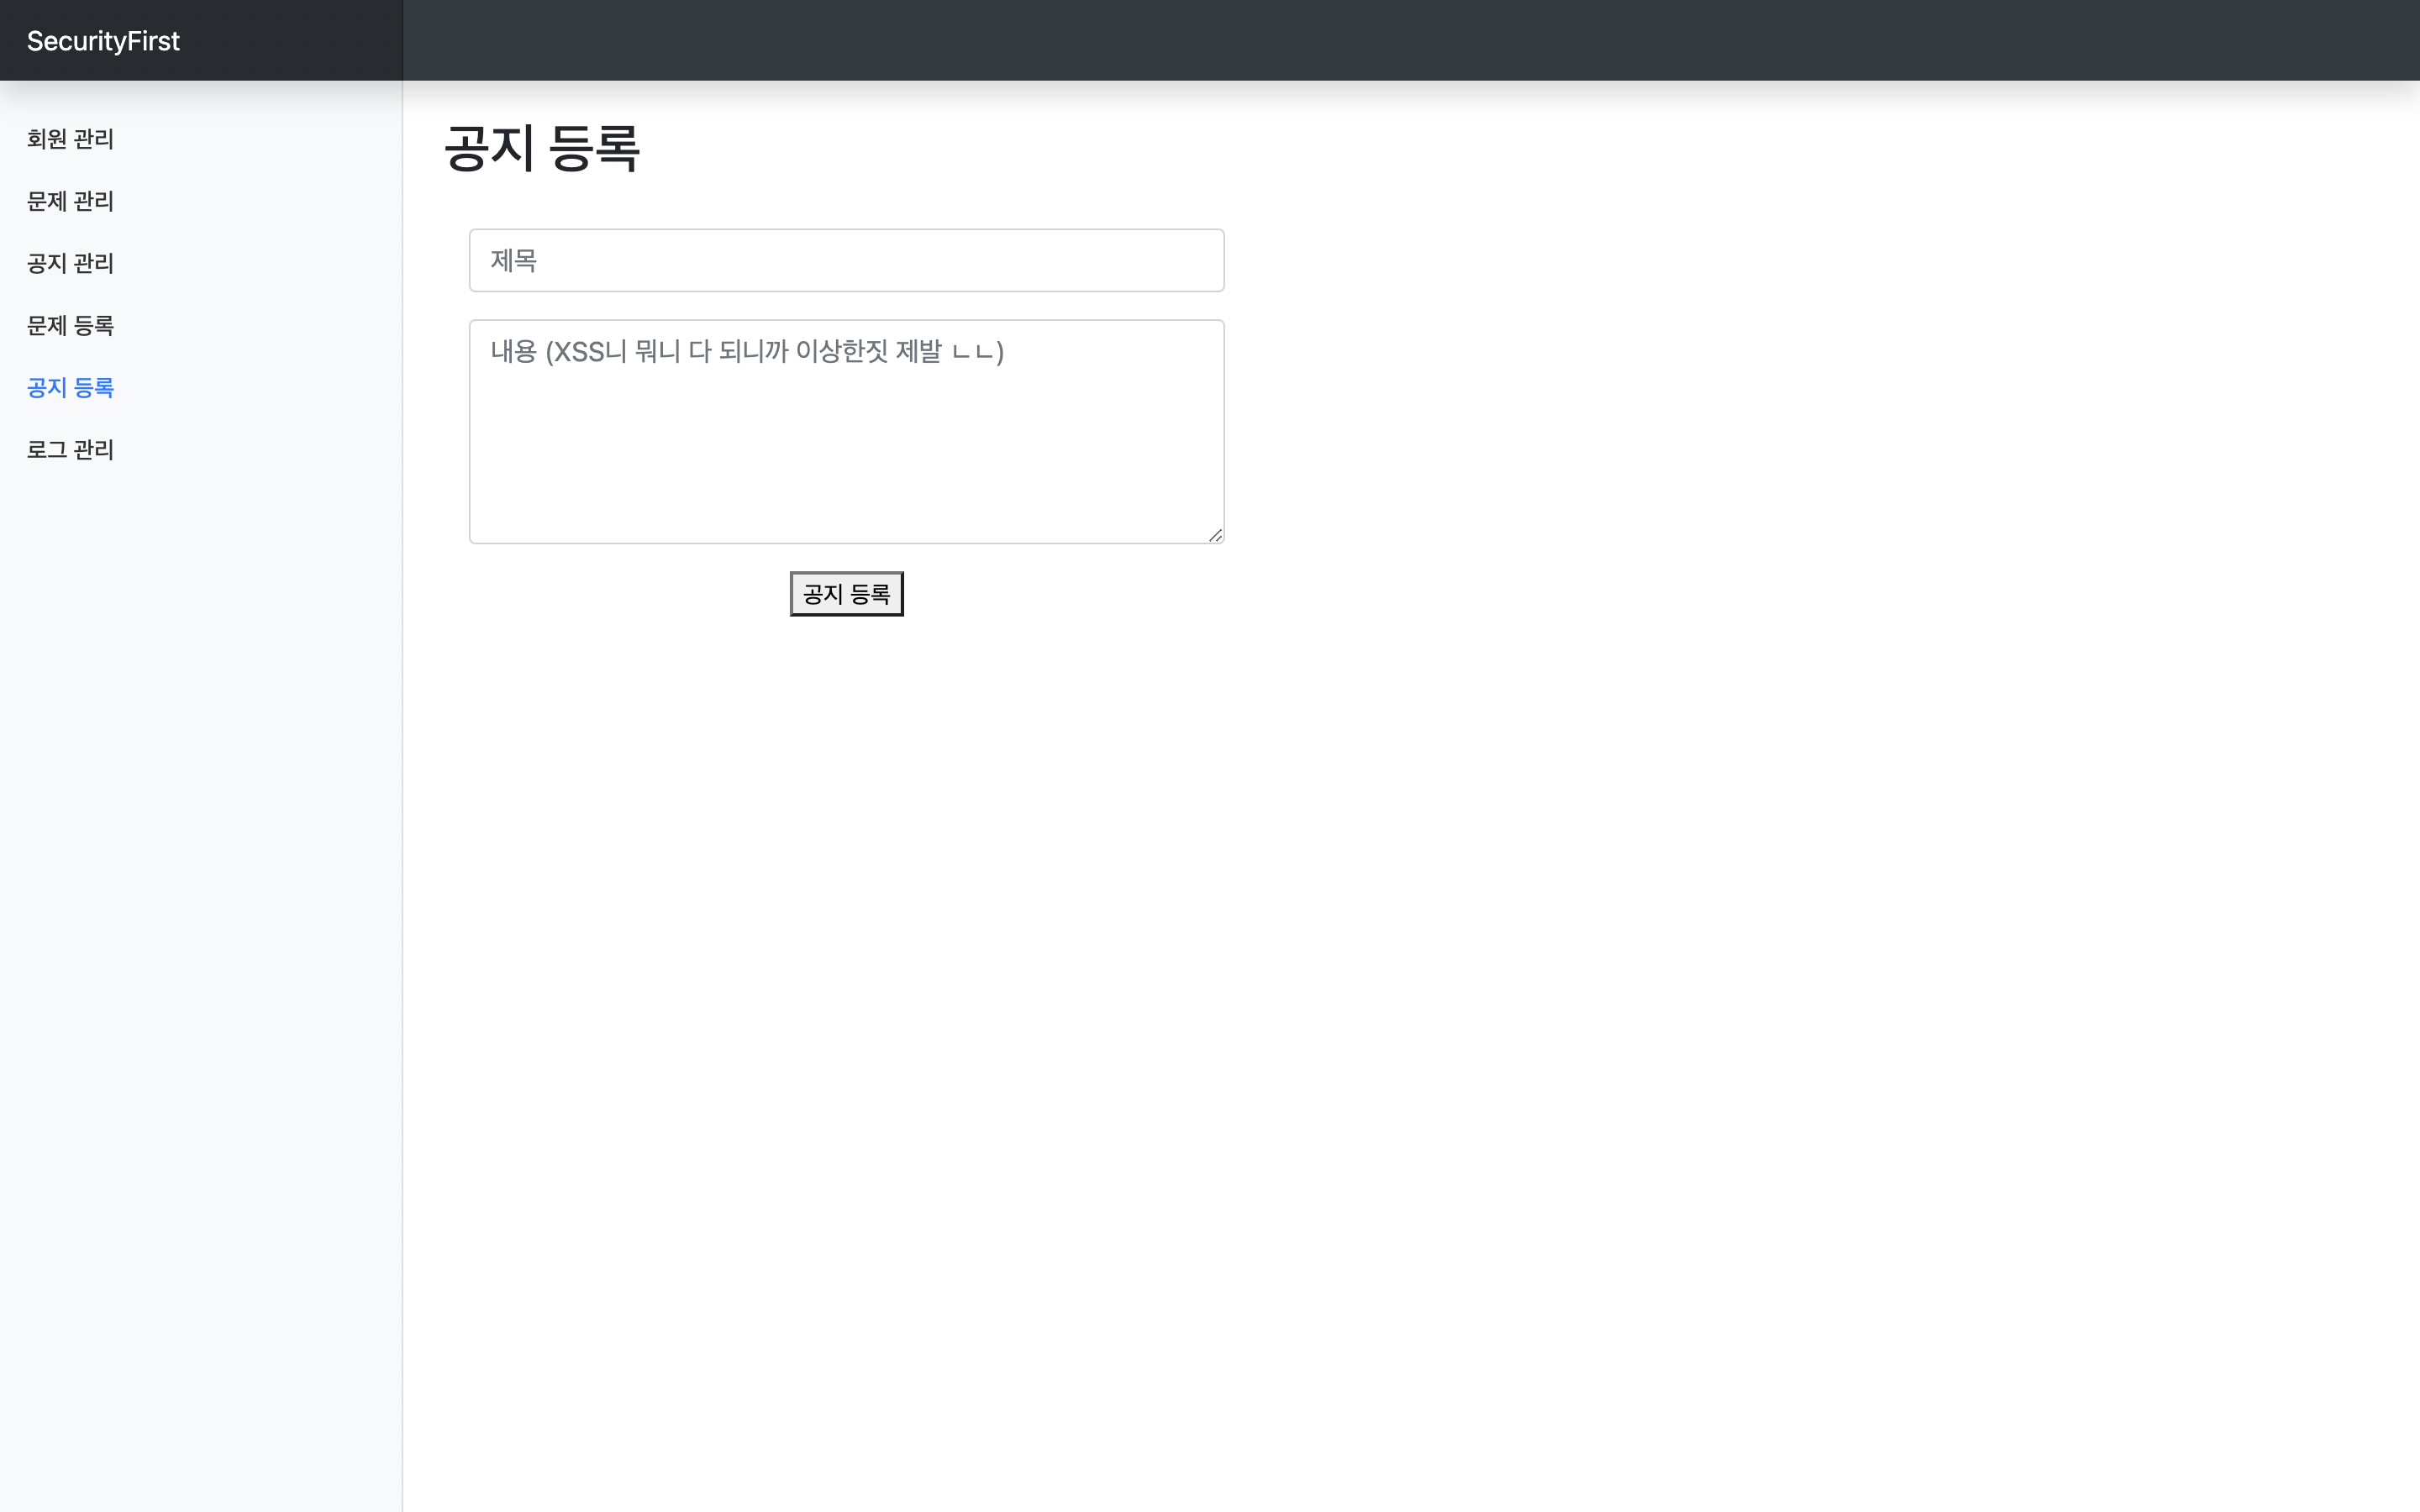 SecurityFirst
회원 관리
문제 관리
공지 관리
문제 등록
공지 등록
로그 관리
공지 등록
제목
내용 (XSS니 뭐니 다 되니까 이상한짓 제발 ㄴㄴ)
공지 등록